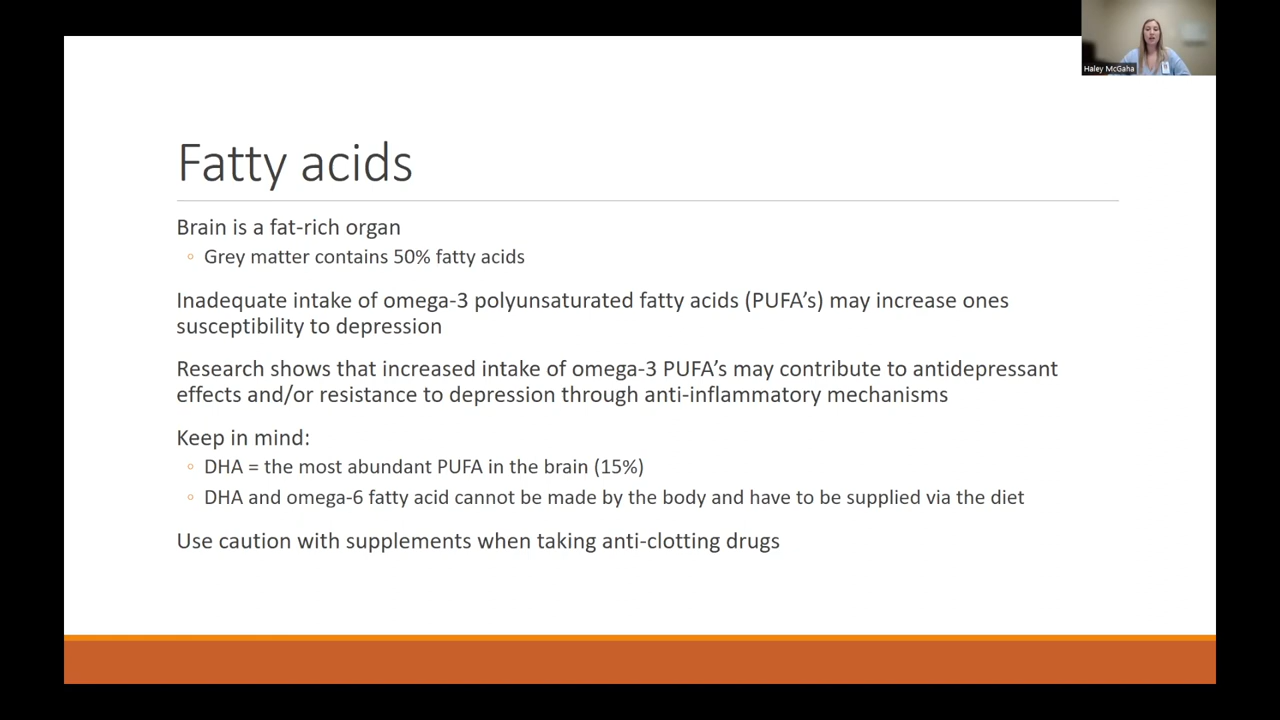 Haley McGaha
Fatty acids
Brain is a fat-rich organ
◦ Grey matter contains 50% fatty acids
Inadequate intake of omega-3 polyunsaturated fatty acids (PUFA’s) may increase ones
susceptibility to depression
Research shows that increased intake of omega-3 PUFA’s may contribute to antidepressant
effects and/or resistance to depression through anti-inflammatory mechanisms
Keep in mind:
◦ DHA = the most abundant PUFA in the brain (15%)
◦ DHA and omega-6 fatty acid cannot be made by the body and have to be supplied via the diet
Use caution with supplements when taking anti-clotting drugs